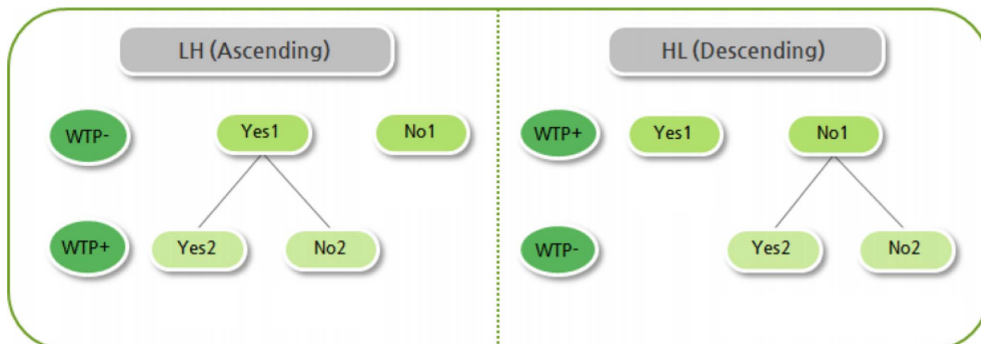 LH (Ascending)
WTP-
Yes1
No1
WTP+
Yes2
No2
HL (Descending)
WTP+
Yes1
No1
WTP-
Yes2
No2